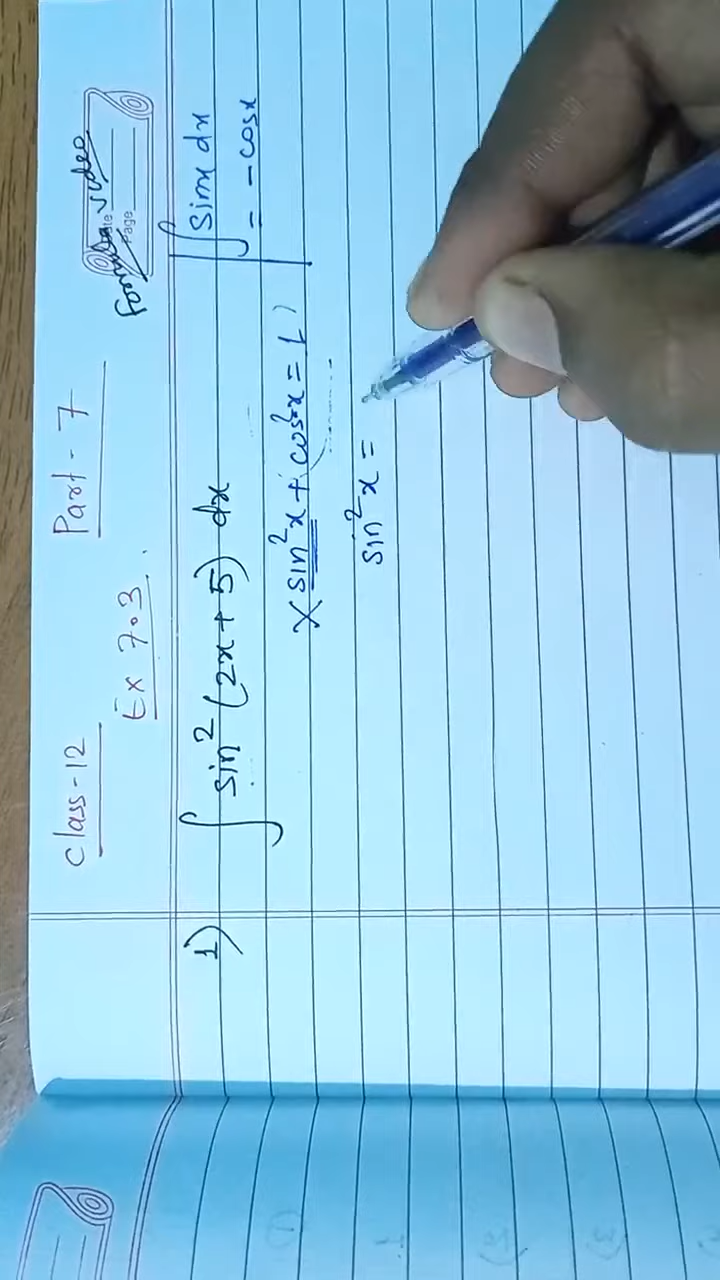 Class-12
Part-7
Formula Video
Page
Ex 7.3
1) ∫ sin² (2x+5) dx
∫ Sinx dx
= -cosx
× sin²x + cos²x = 1
sin²x =